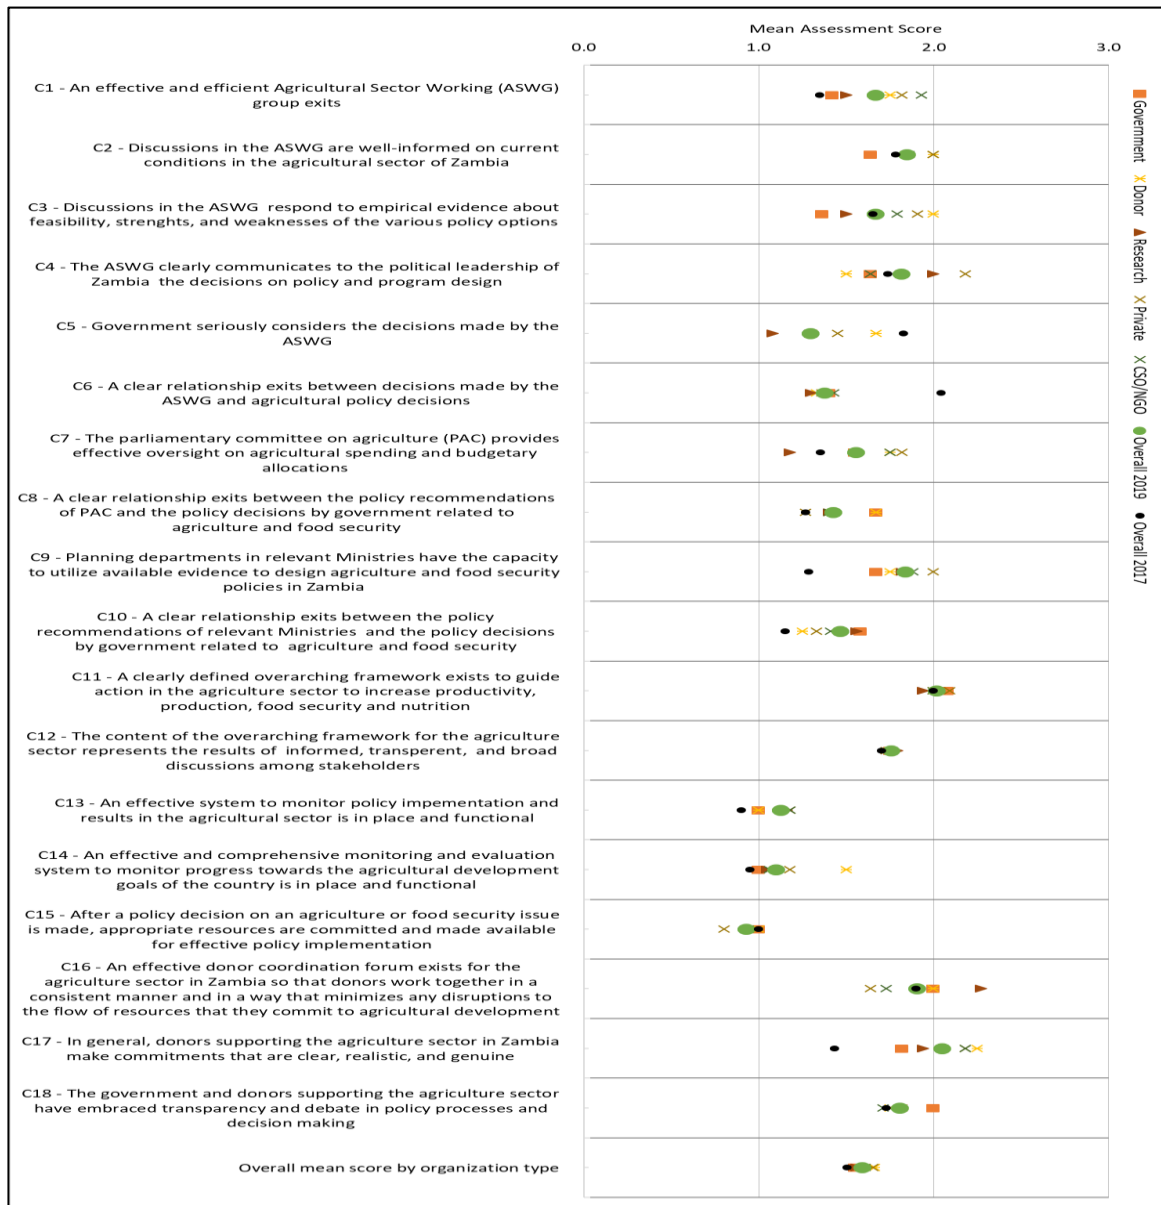 Mean Assessment Score
0.0 1.0 2.0 3.0
C1 - An effective and efficient Agricultural Sector Working (ASWG)
group exits
C2 - Discussions in the ASWG are well-informed on current
conditions in the agricultural sector of Zambia
C3 - Discussions in the ASWG respond to empirical evidence about
feasibility, strenghts, and weaknesses of the various policy options
C4 - The ASWG clearly communicates to the political leadership of
Zambia the decisions on policy and program design
C5 - Government seriously considers the decisions made by the
ASWG
C6 - A clear relationship exits between decisions made by the
ASWG and agricultural policy decisions
C7 - The parliamentary committee on agriculture (PAC) provides
effective oversight on agricultural spending and budgetary
allocations
C8 - A clear relationship exits between the policy recommendations
of PAC and the policy decisions by government related to
agriculture and food security
C9 - Planning departments in relevant Ministries have the capacity
to utilize available evidence to design agriculture and food security
policies in Zambia
C10 - A clear relationship exits between the policy
recommendations of relevant Ministries and the policy decisions
by government related to agriculture and food security
C11 - A clearly defined overarching framework exists to guide
action in the agriculture sector to increase productivity,
production, food security and nutrition
C12 - The content of the overarching framework for the agriculture
sector represents the results of informed, transperent, and broad
discussions among stakeholders
C13 - An effective system to monitor policy impementation and
results in the agricultural sector is in place and functional
C14 - An effective and comprehensive monitoring and evaluation
system to monitor progress towards the agricultural development
goals of the country is in place and functional
C15 - After a policy decision on an agriculture or food security issue
is made, appropriate resources are committed and made available
for effective policy implementation
C16 - An effective donor coordination forum exists for the
agriculture sector in Zambia so that donors work together in a
consistent manner and in a way that minimizes any disruptions to
the flow of resources that they commit to agricultural development
C17 - In general, donors supporting the agriculture sector in Zambia
make commitments that are clear, realistic, and genuine
C18 - The government and donors supporting the agriculture sector
have embraced transparency and debate in policy processes and
decision making
Overall mean score by organization type
Government Donor Research Private CSO/NGO Overall 2019 Overall 2017